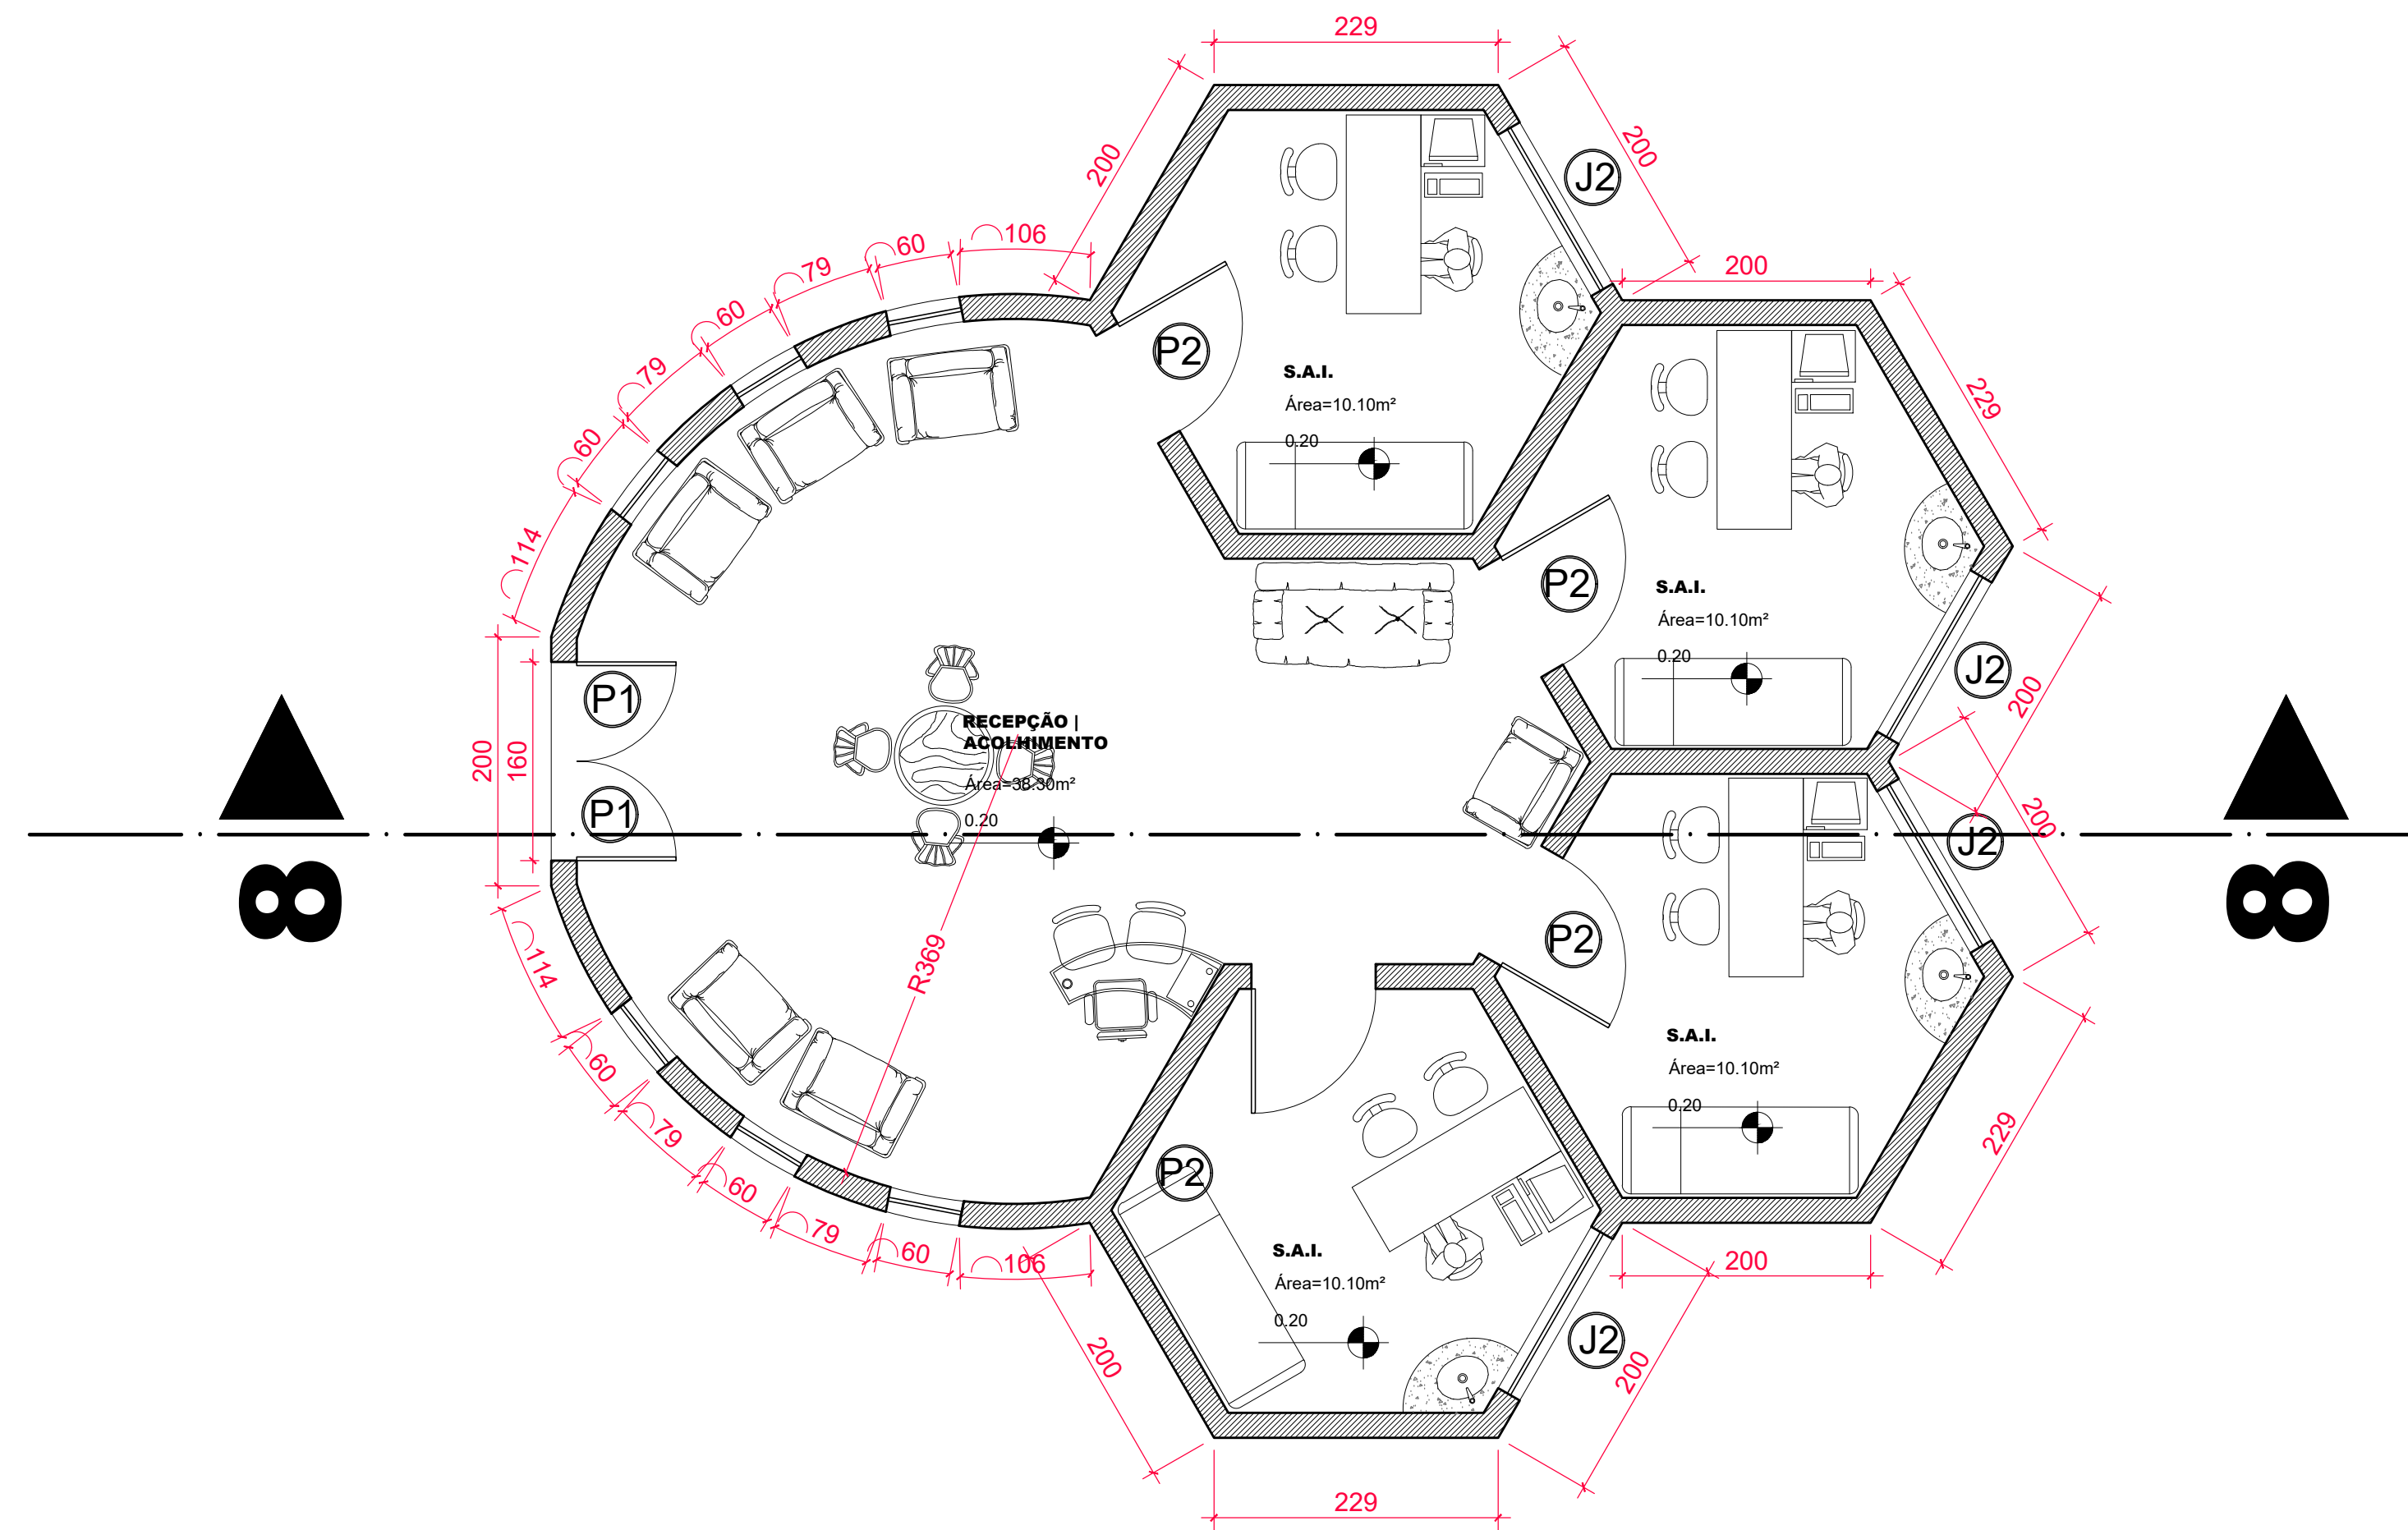 229
200
200
J2
106
60
79
60
79
60
114
200
229
P2
S.A.I.
Área=10.10m²
0.20
P2
S.A.I.
Área=10.10m²
0.20
J2
200
P1
P1
200
160
RECEPÇÃO |
ACOLHIMENTO
Área=38.30m²
0.20
200
J2
8
8
R369
P2
114
60
79
60
79
60
106
S.A.I.
Área=10.10m²
0.20
229
P2
S.A.I.
Área=10.10m²
0.20
200
J2
200
200
229